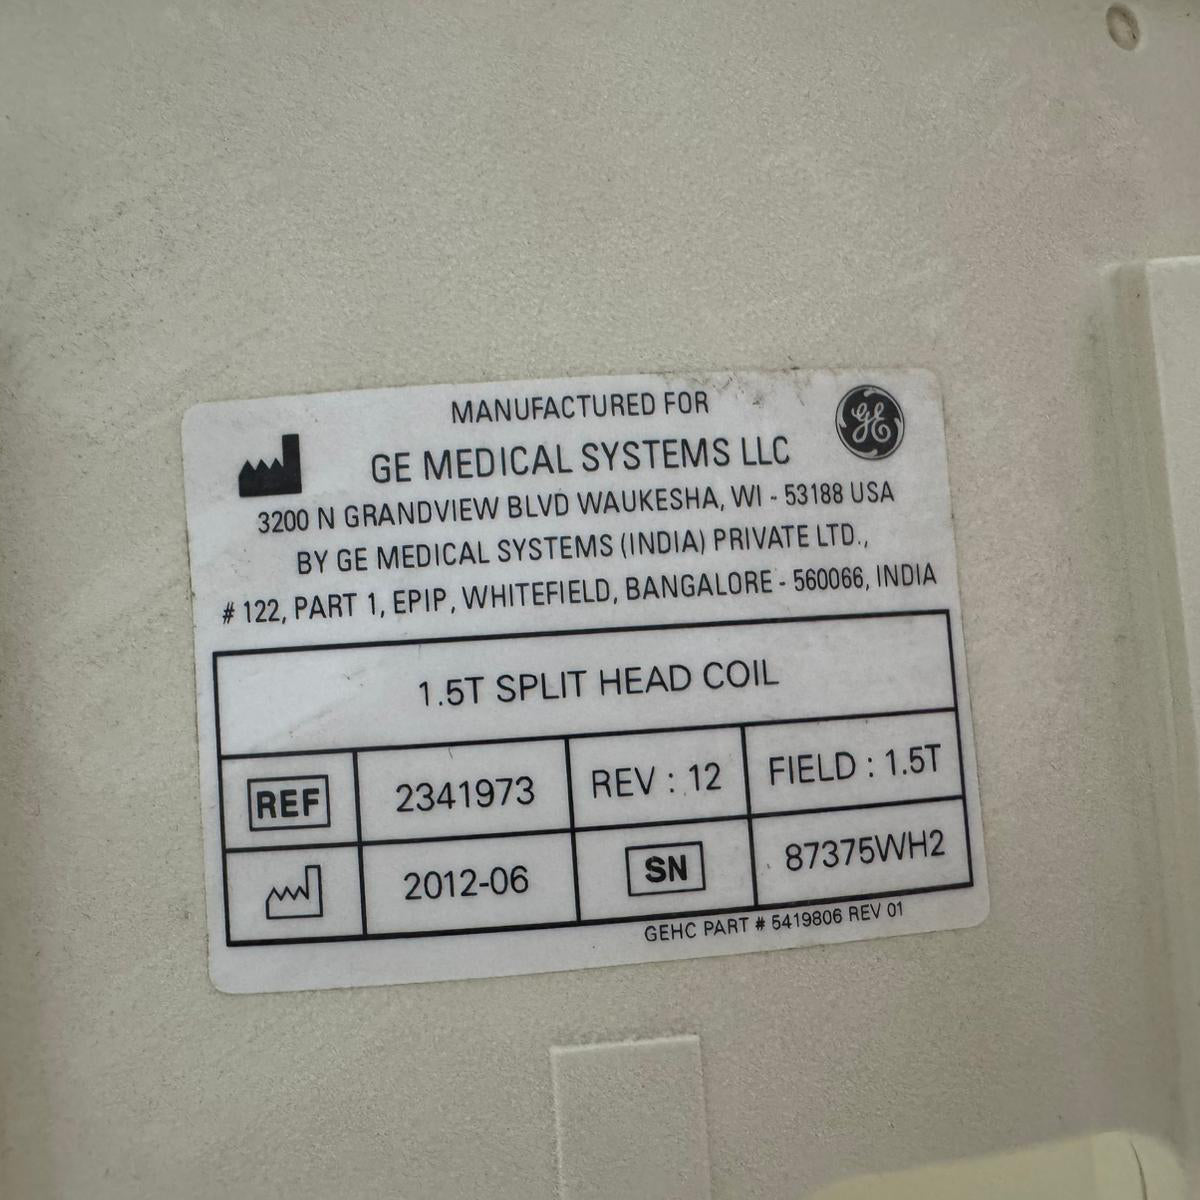 MANUFACTURED FOR
GE
GE MEDICAL SYSTEMS LLC
3200 N GRANDVIEW BLVD WAUKESHA, WI - 53188 USA
BY GE MEDICAL SYSTEMS (INDIA) PRIVATE LTD.,
# 122, PART 1, EPIP, WHITEFIELD, BANGALORE - 560066, INDIA
1.5T SPLIT HEAD COIL
REF 2341973 REV : 12 FIELD : 1.5T
2012-06 SN 87375WH2
GEHC PART # 5419806 REV 01